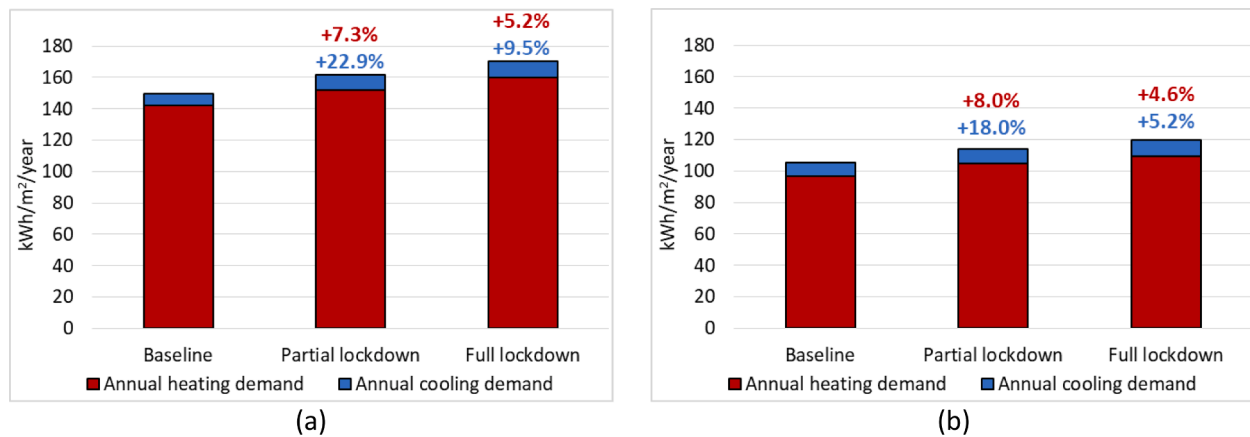 +7.3%
+5.2%
+22.9%
+9.5%
180
160
140
120
100
80
60
40
20
0
kWh/m²/year
Baseline
Partial lockdown
Full lockdown
Annual heating demand
Annual cooling demand
(a)
+8.0%
+4.6%
+18.0%
+5.2%
180
160
140
120
100
80
60
40
20
0
kWh/m²/year
Baseline
Partial lockdown
Full lockdown
Annual heating demand
Annual cooling demand
(b)